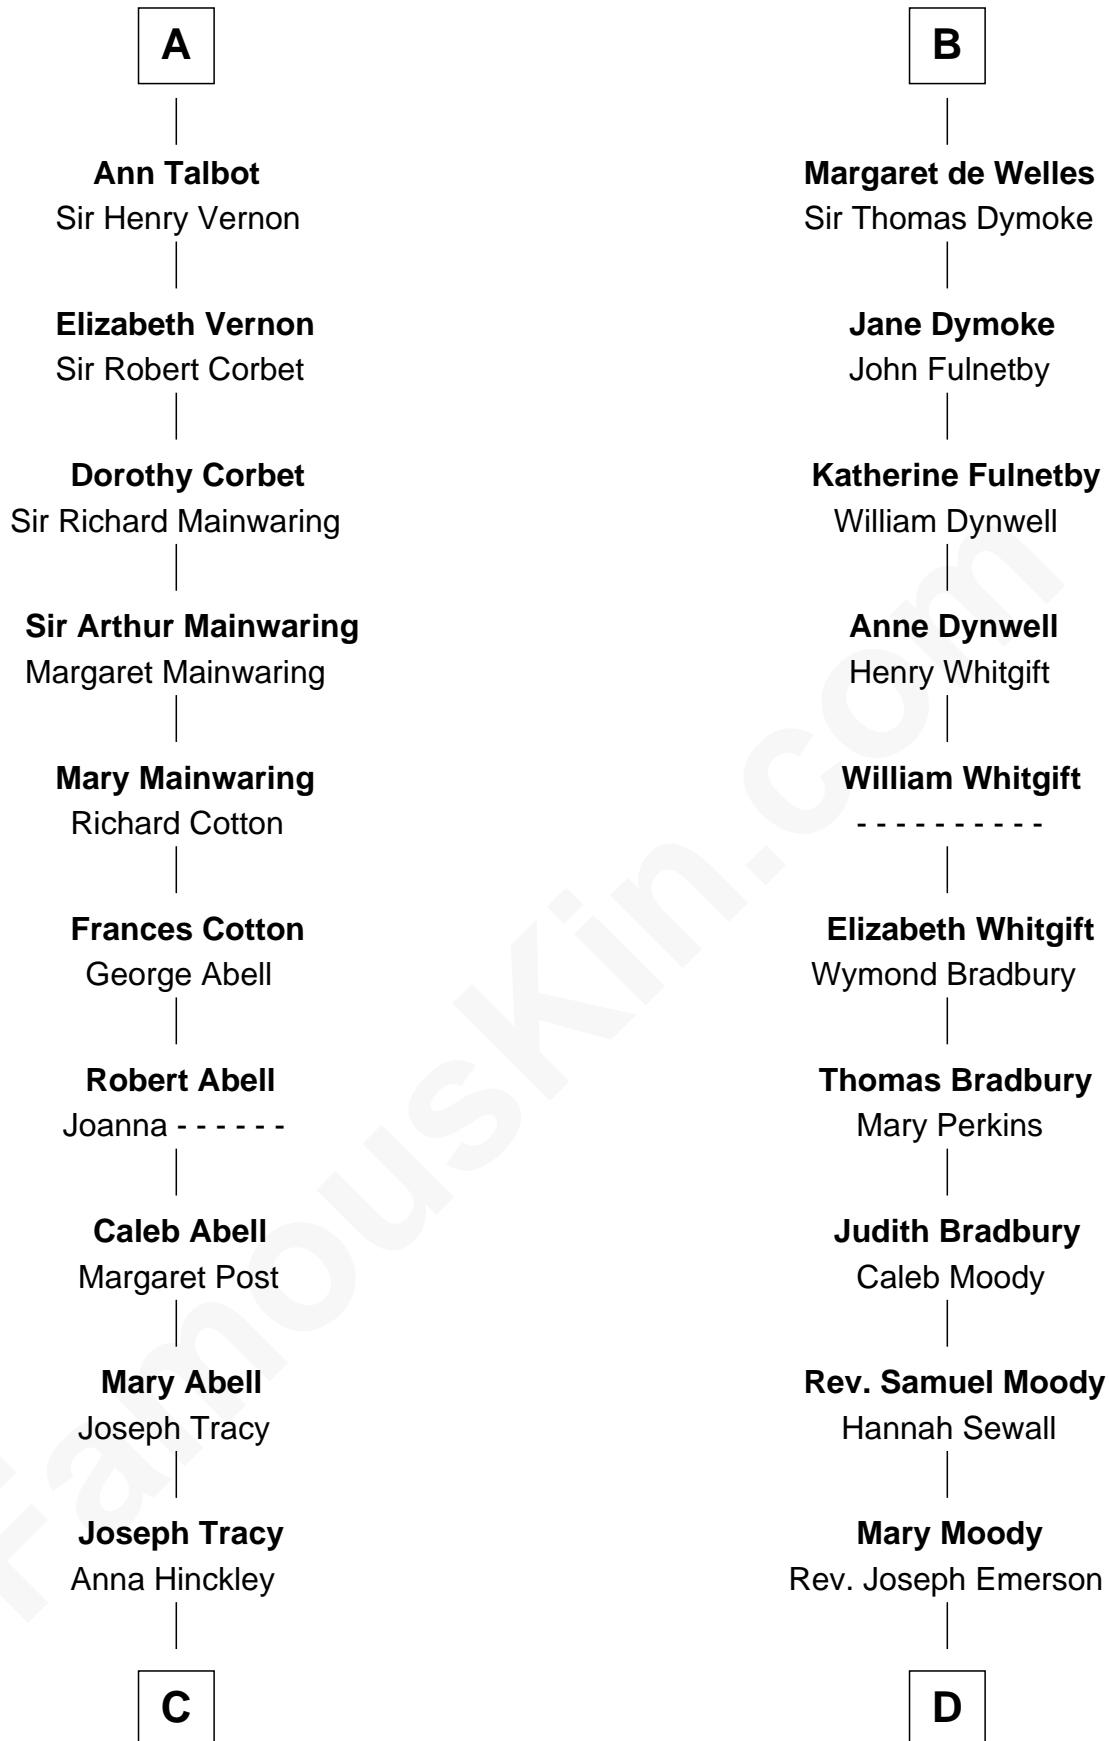 A
Ann Talbot
Sir Henry Vernon
Elizabeth Vernon
Sir Robert Corbet
Dorothy Corbet
Sir Richard Mainwaring
Sir Arthur Mainwaring
Margaret Mainwaring
Mary Mainwaring
Richard Cotton
Frances Cotton
George Abell
Robert Abell
Joanna - - - - - -
Caleb Abell
Margaret Post
Mary Abell
Joseph Tracy
Joseph Tracy
Anna Hinckley
C
B
Margaret de Welles
Sir Thomas Dymoke
Jane Dymoke
John Fulnetby
Katherine Fulnetby
William Dynwell
Anne Dynwell
Henry Whitgift
William Whitgift
- - - - - - - - - -
Elizabeth Whitgift
Wymond Bradbury
Thomas Bradbury
Mary Perkins
Judith Bradbury
Caleb Moody
Rev. Samuel Moody
Hannah Sewall
Mary Moody
Rev. Joseph Emerson
D
FamousKin.com